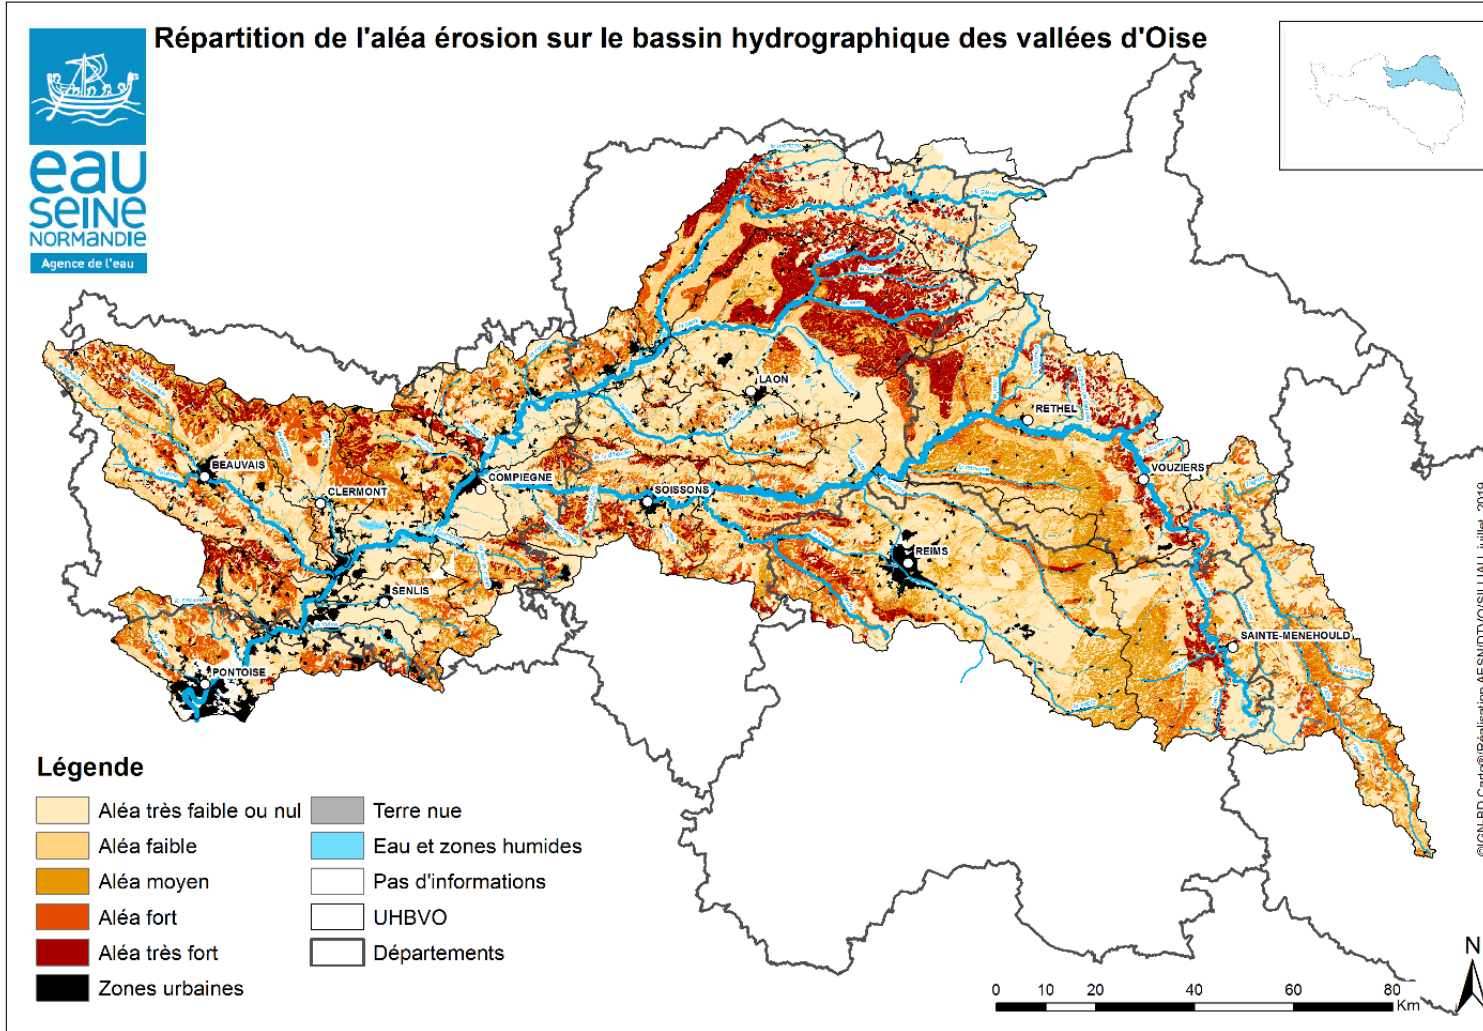 Répartition de l'aléa érosion sur le bassin hydrographique des vallées d'Oise
eau
seine
NORMANDIE
Agence de l'eau
LAON
RETHEL
BEAUVAIS
VOUZIERS
COMPIEGNE
CLERMONT
SOISSONS
REIMS
SENLIS
SAINTE-MENEHOULD
PONTOISE
Légende
Aléa très faible ou nul
Aléa faible
Aléa moyen
Aléa fort
Aléa très fort
Zones urbaines
Terre nue
Eau et zones humides
Pas d'informations
UHBVO
Départements
N
0 10 20 40 60 80
Km